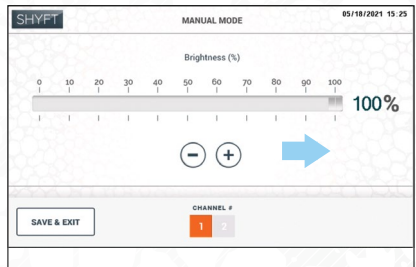 SHYFT
MANUAL MODE
05/18/2021 15:25
Brightness (%)
0 10 20 30 40 50 60 70 80 90 100
100%
SAVE & EXIT
CHANNEL #
1 2